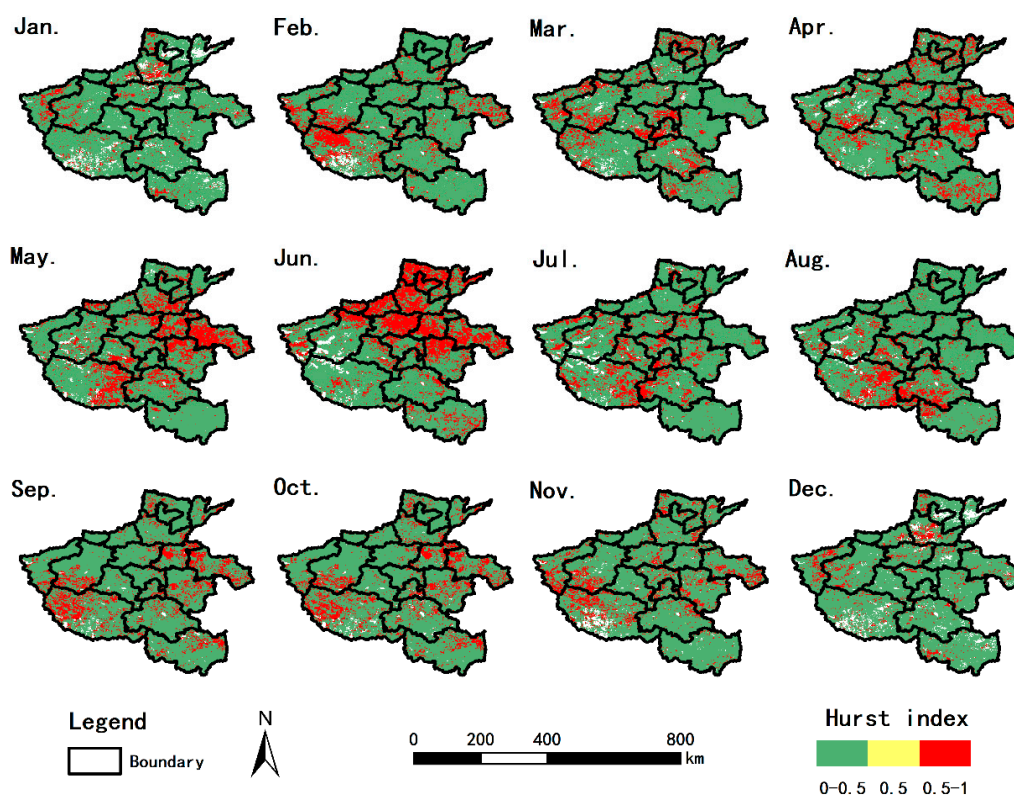 Jan. Feb. Mar. Apr.
May. Jun. Jul. Aug.
Sep. Oct. Nov. Dec.
Legend
Boundary
N
0 200 400 800
km
Hurst index
0-0.5 0.5 0.5-1